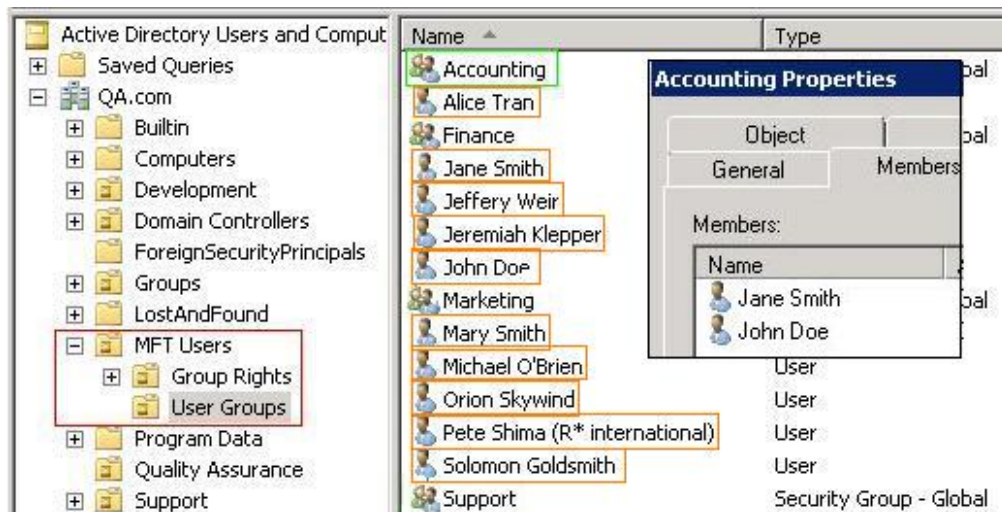 Active Directory Users and Comput
Saved Queries
QA.com
Builtin
Computers
Development
Domain Controllers
ForeignSecurityPrincipals
Groups
LostAndFound
MFT Users
Group Rights
User Groups
Program Data
Quality Assurance
Support
Name Type
Accounting bal
Alice Tran
Finance bal
Jane Smith
Jeffery Weir
Jeremiah Klepper
John Doe
Marketing bal
Mary Smith
Michael O'Brien User
Orion Skywind User
Pete Shima (R* international) User
Solomon Goldsmith User
Support Security Group - Global
Accounting Properties
Object
General Members
Members:
Name
Jane Smith
John Doe